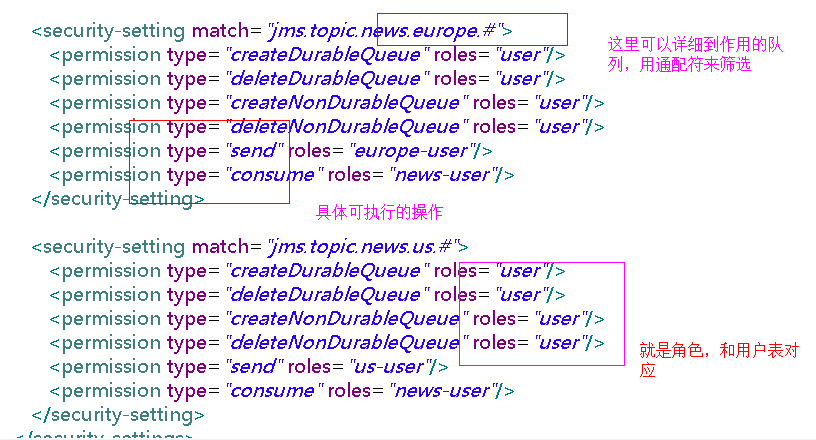 <security-setting match="jms.topic.news.europe.#">
<permission type="createDurableQueue" roles="user"/>
<permission type="deleteDurableQueue" roles="user"/>
<permission type="createNonDurableQueue" roles="user"/>
<permission type="deleteNonDurableQueue" roles="user"/>
<permission type="send" roles="europe-user"/>
<permission type="consume" roles="news-user"/>
</security-setting>
这里可以详细到作用的队
列，用通配符来筛选
具体可执行的操作
<security-setting match="jms.topic.news.us.#">
<permission type="createDurableQueue" roles="user"/>
<permission type="deleteDurableQueue" roles="user"/>
<permission type="createNonDurableQueue" roles="user"/>
<permission type="deleteNonDurableQueue" roles="user"/>
<permission type="send" roles="us-user"/>
<permission type="consume" roles="news-user"/>
</security-setting>
就是角色，和用户表对
应
</security-settings>